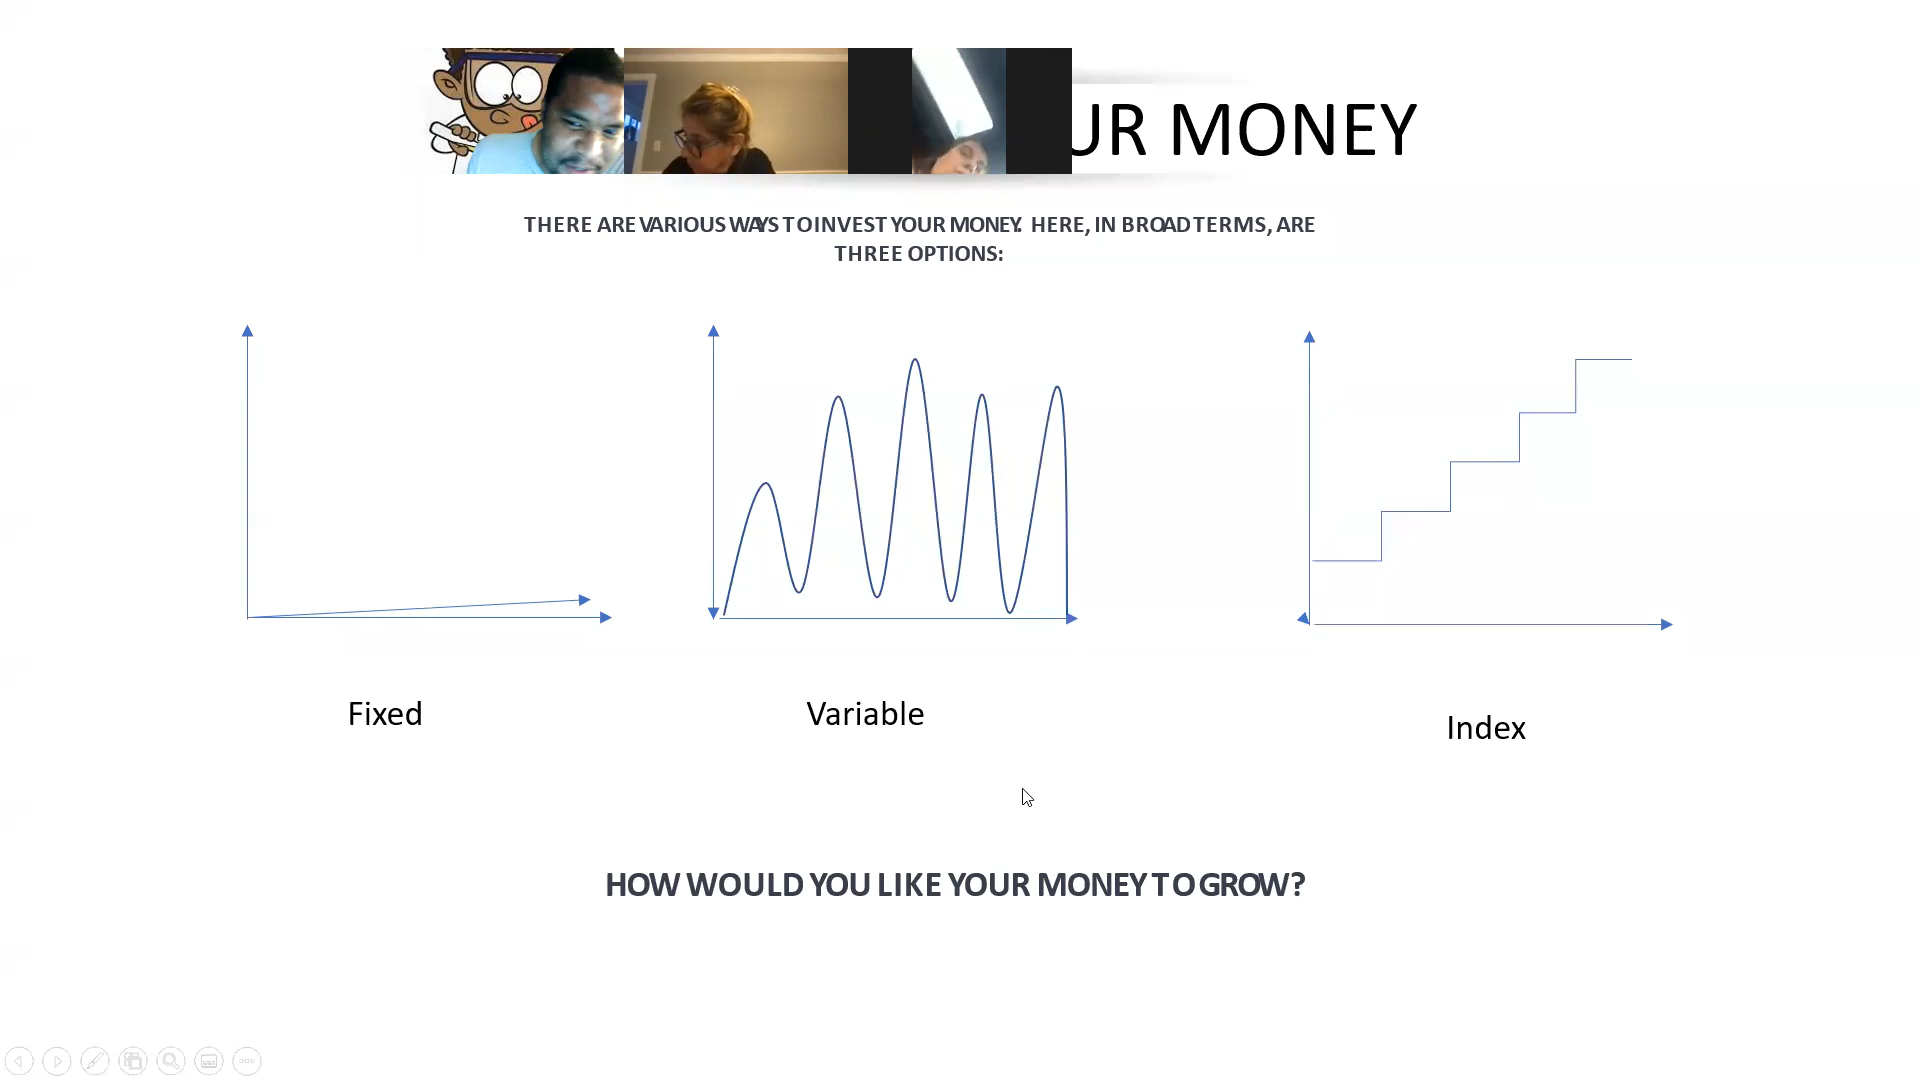 UR MONEY
THERE ARE VARIOUS WAYS TO INVEST YOUR MONEY. HERE, IN BROAD TERMS, ARE
THREE OPTIONS:
Fixed
Variable
Index
HOW WOULD YOU LIKE YOUR MONEY TO GROW?